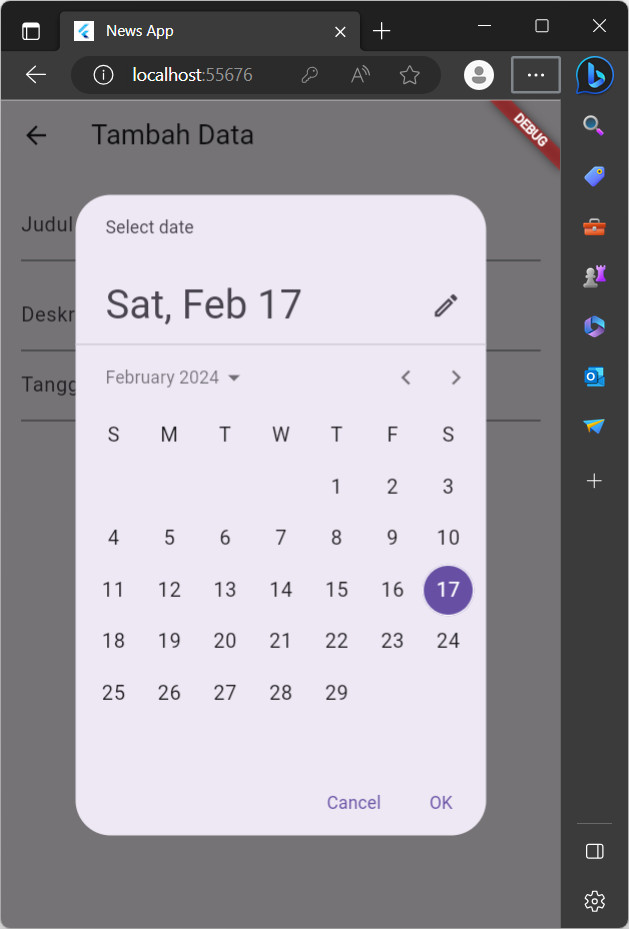 News App
localhost:55676
Tambah Data
DEBUG
Judul
Select date
Sat, Feb 17
Deskr
February 2024
Tangg
S M T W T F S
1 2 3
4 5 6 7 8 9 10
11 12 13 14 15 16 17
18 19 20 21 22 23 24
25 26 27 28 29
Cancel OK